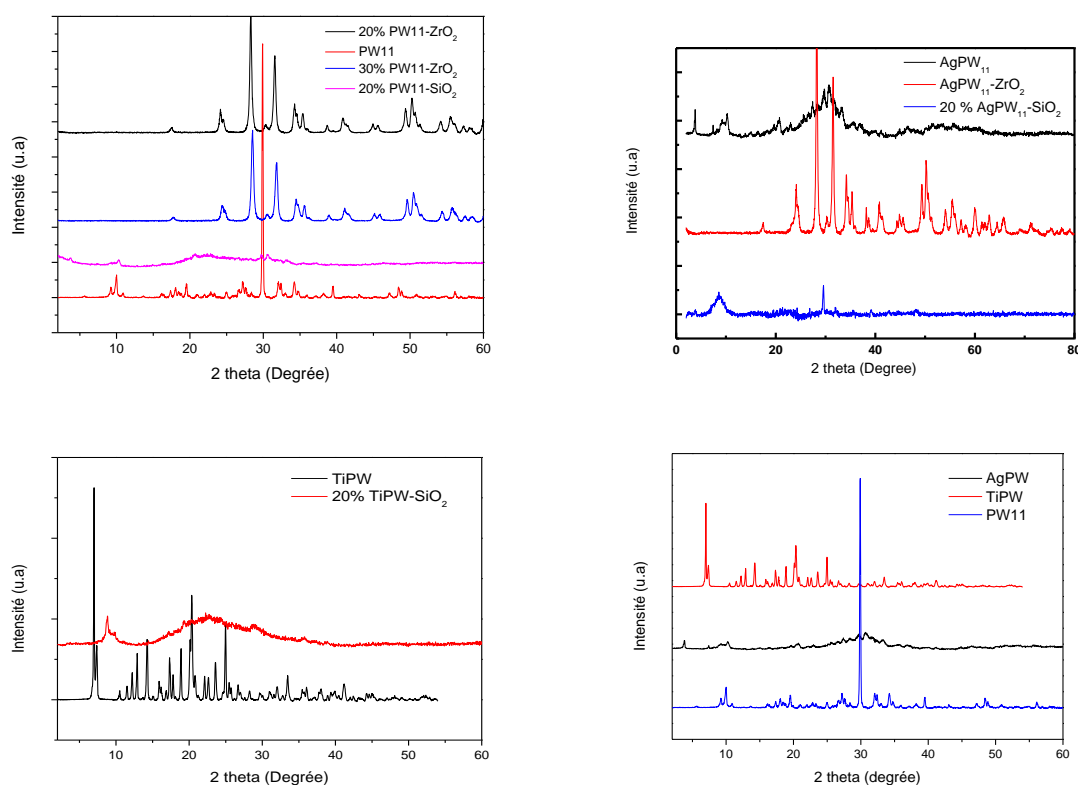 20% PW11-ZrO₂
PW11
30% PW11-ZrO₂
20% PW11-SiO₂
Intensité (u.a)
10 20 30 40 50 60
2 theta (Degrée)
AgPW₁₁
AgPW₁₁-ZrO₂
20 % AgPW₁₁-SiO₂
Intensité (u.a)
0 20 40 60 80
2 theta (Degree)
TiPW
20% TiPW-SiO₂
Intensité (u.a)
10 20 30 40 50 60
2 theta (Degrée)
AgPW
TiPW
PW11
Intensité (u.a)
10 20 30 40 50 60
2 theta (degrée)